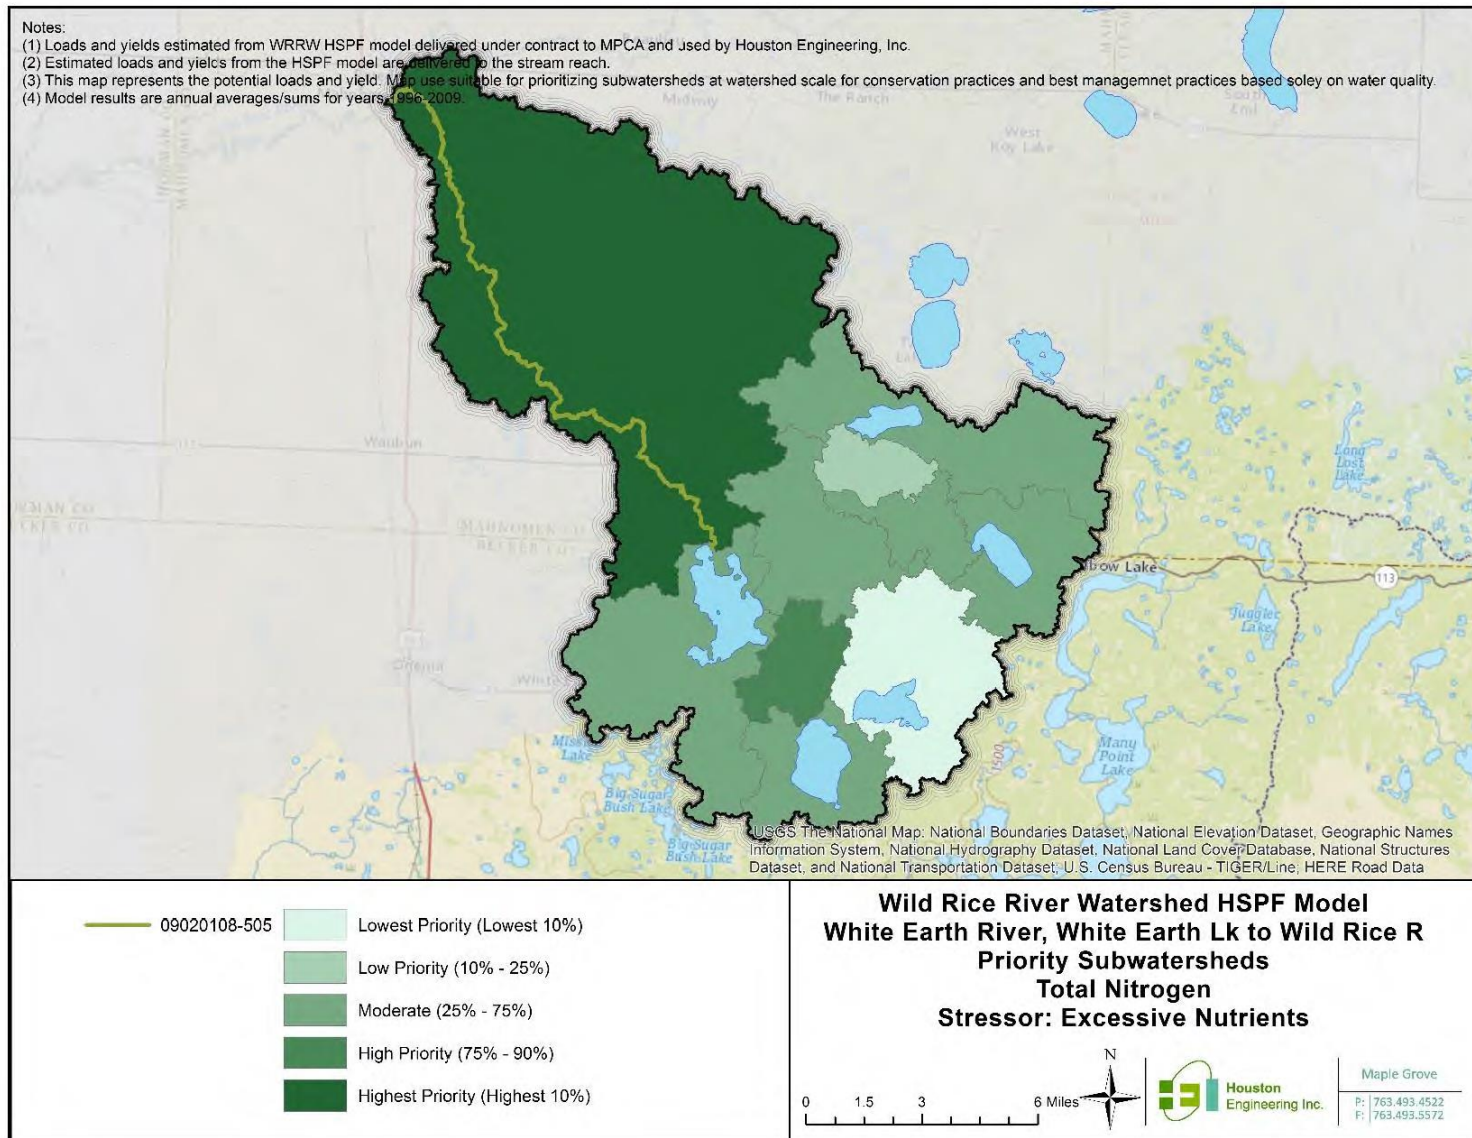 Notes:
(1) Loads and yields estimated from WRRW HSPF model delivered under contract to MPCA and used by Houston Engineering, Inc.
(2) Estimated loads and yields from the HSPF model are delivered to the stream reach.
(3) This map represents the potential loads and yield. Map use suitable for prioritizing subwatersheds at watershed scale for conservation practices and best managemnet practices based soley on water quality.
(4) Model results are annual averages/sums for years 1996-2009.
Midway
The Ranch
South End
West Roy Lake
NORMAN CO
MAHNOMEN CO
Waubun
Long Lost Lake
MAHNOMEN CO
BECKER CO
bow Lake
113
Juggler Lake
Ogema
White
Many Point Lake
1500
Big Sugar Bush Lake
Big Sugar Bush Lake
USGS The National Map: National Boundaries Dataset, National Elevation Dataset, Geographic Names
Information System, National Hydrography Dataset, National Land Cover Database, National Structures
Dataset, and National Transportation Dataset; U.S. Census Bureau - TIGER/Line; HERE Road Data
09020108-505
Lowest Priority (Lowest 10%)
Low Priority (10% - 25%)
Moderate (25% - 75%)
High Priority (75% - 90%)
Highest Priority (Highest 10%)
Wild Rice River Watershed HSPF Model
White Earth River, White Earth Lk to Wild Rice R
Priority Subwatersheds
Total Nitrogen
Stressor: Excessive Nutrients
0 1.5 3 6 Miles
N
Houston
Engineering Inc.
Maple Grove
P: 763.493.4522
F: 763.493.5572